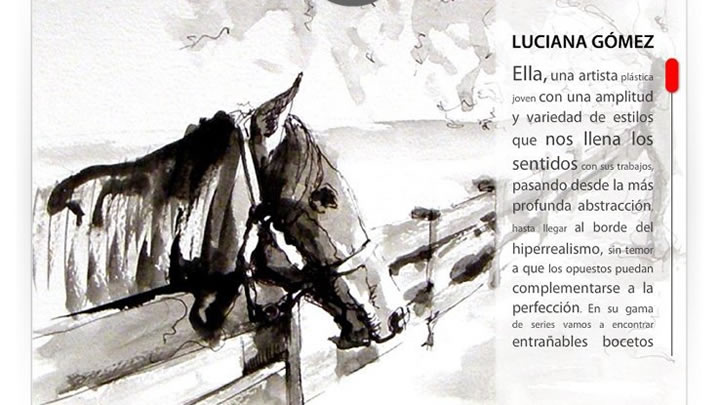 LUCIANA GÓMEZ
Ella, una artista plástica
joven con una amplitud
y variedad de estilos
que nos llena los
sentidos con sus trabajos,
pasando desde la más
profunda abstracción,
hasta llegar al borde del
hiperrealismo, sin temor
a que los opuestos puedan
complementarse a la
perfección. En su gama
de series vamos a encontrar
entrañables bocetos